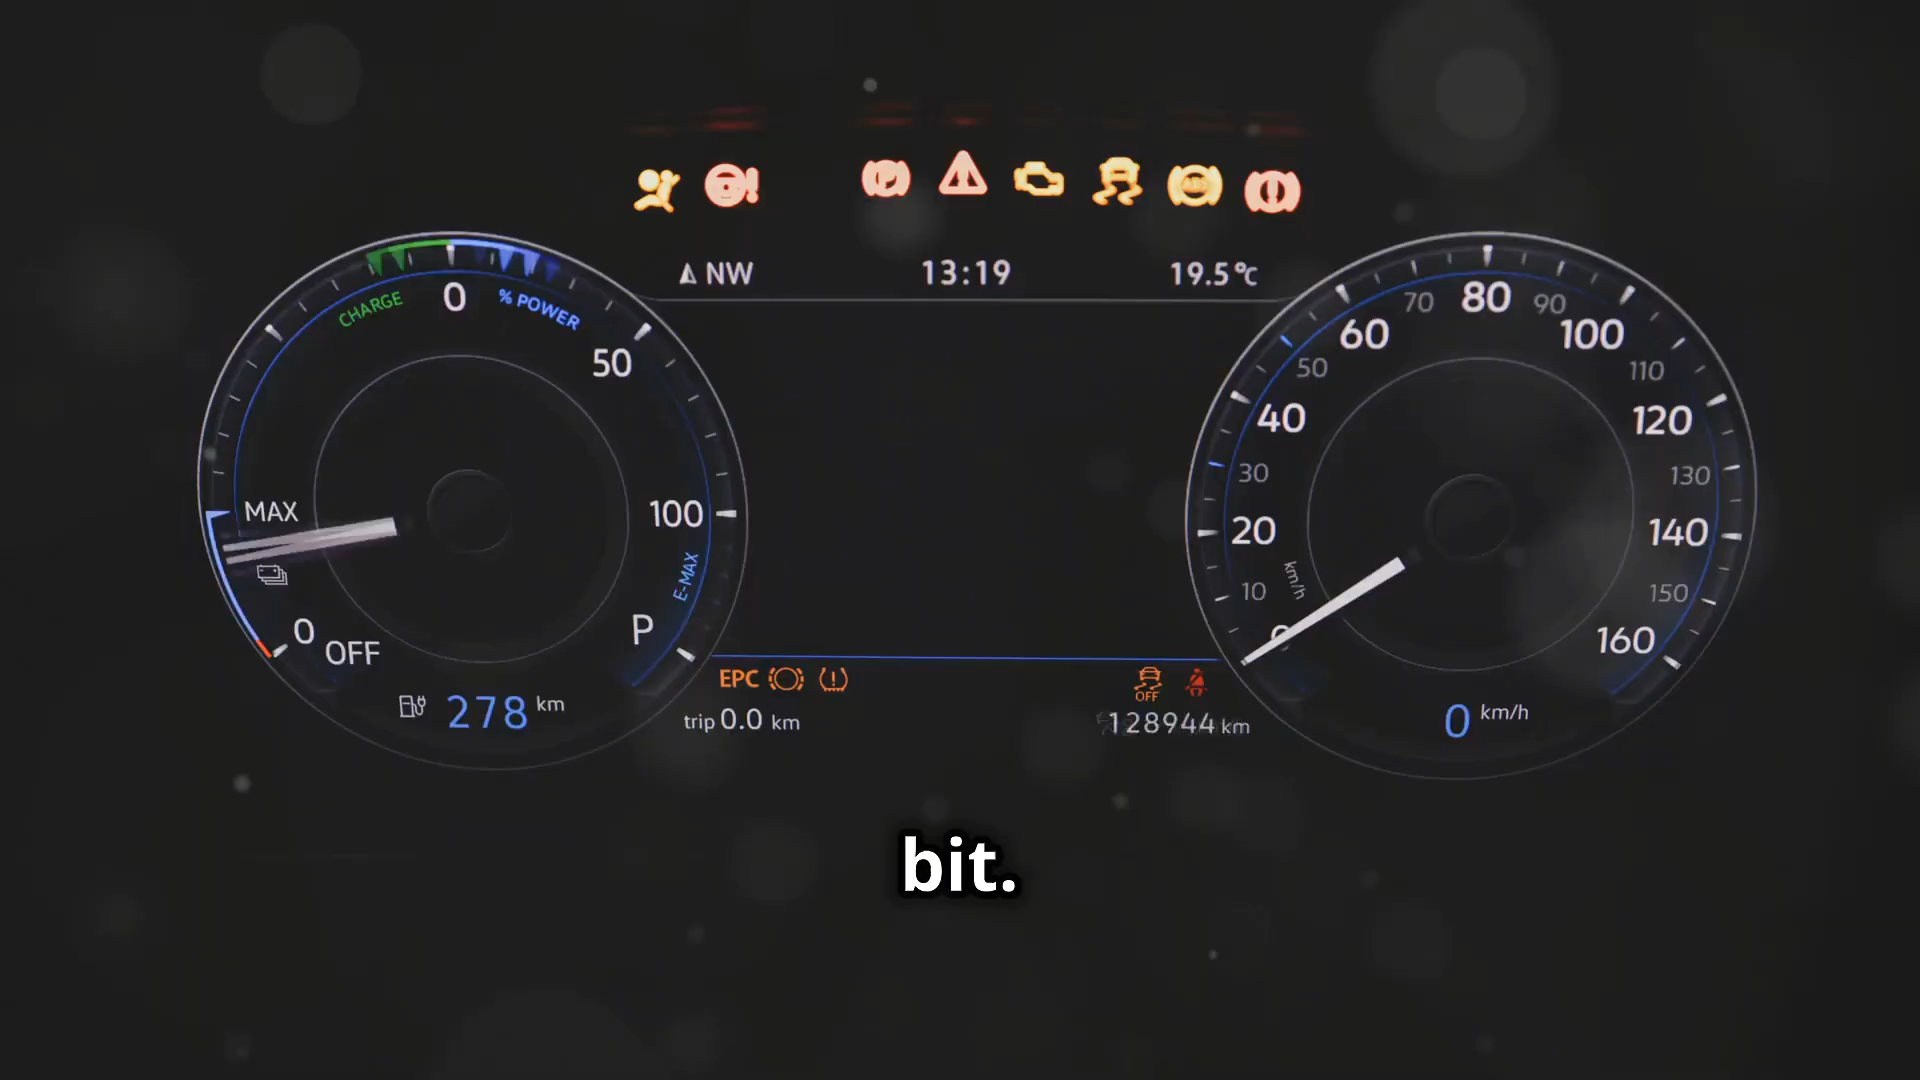 NW 13:19 19.5°C
CHARGE 0 % POWER
50
100
E-MAX
P
MAX
0
OFF
278 km
70 80 90
60 100
50 110
40 120
30 130
20 140
km/h
10 150
0 160
0 km/h
EPC
OFF
trip 0.0 km
128944 km
ABS
P
bit.